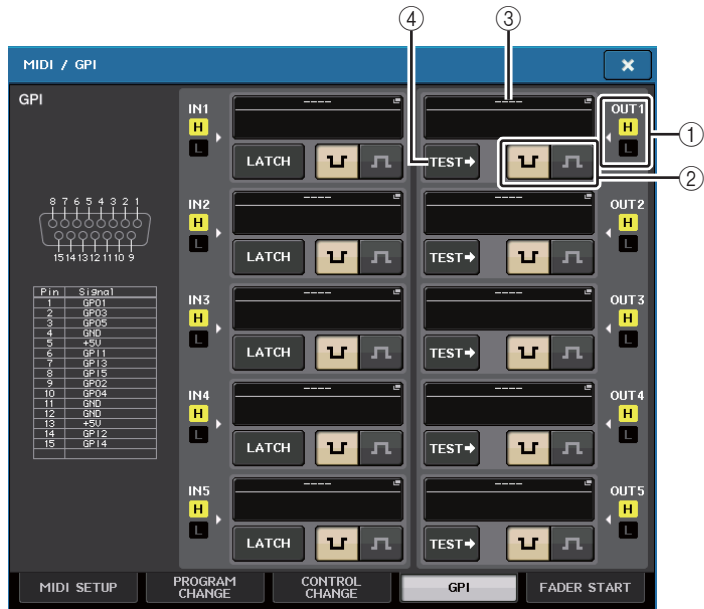 ④ ③
MIDI / GPI
GPI
IN1 ---- ---- OUT1
H H
L L
LATCH TEST
①
②
IN2 ---- ---- OUT2
H H
L L
LATCH TEST
8 7 6 5 4 3 2 1
15 14 13 12 11 10 9
Pin Signal
1 GPO1
2 GPO3
3 GPO5
4 GND
5 +5V
6 GPI1
7 GPI3
8 GPI5
9 GPO2
10 GPO4
11 GND
12 GND
13 +5V
14 GPI2
15 GPI4
IN3 ---- ---- OUT3
H H
L L
LATCH TEST
IN4 ---- ---- OUT4
H H
L L
LATCH TEST
IN5 ---- ---- OUT5
H H
L L
LATCH TEST
MIDI SETUP
PROGRAM
CHANGE
CONTROL
CHANGE
GPI
FADER START